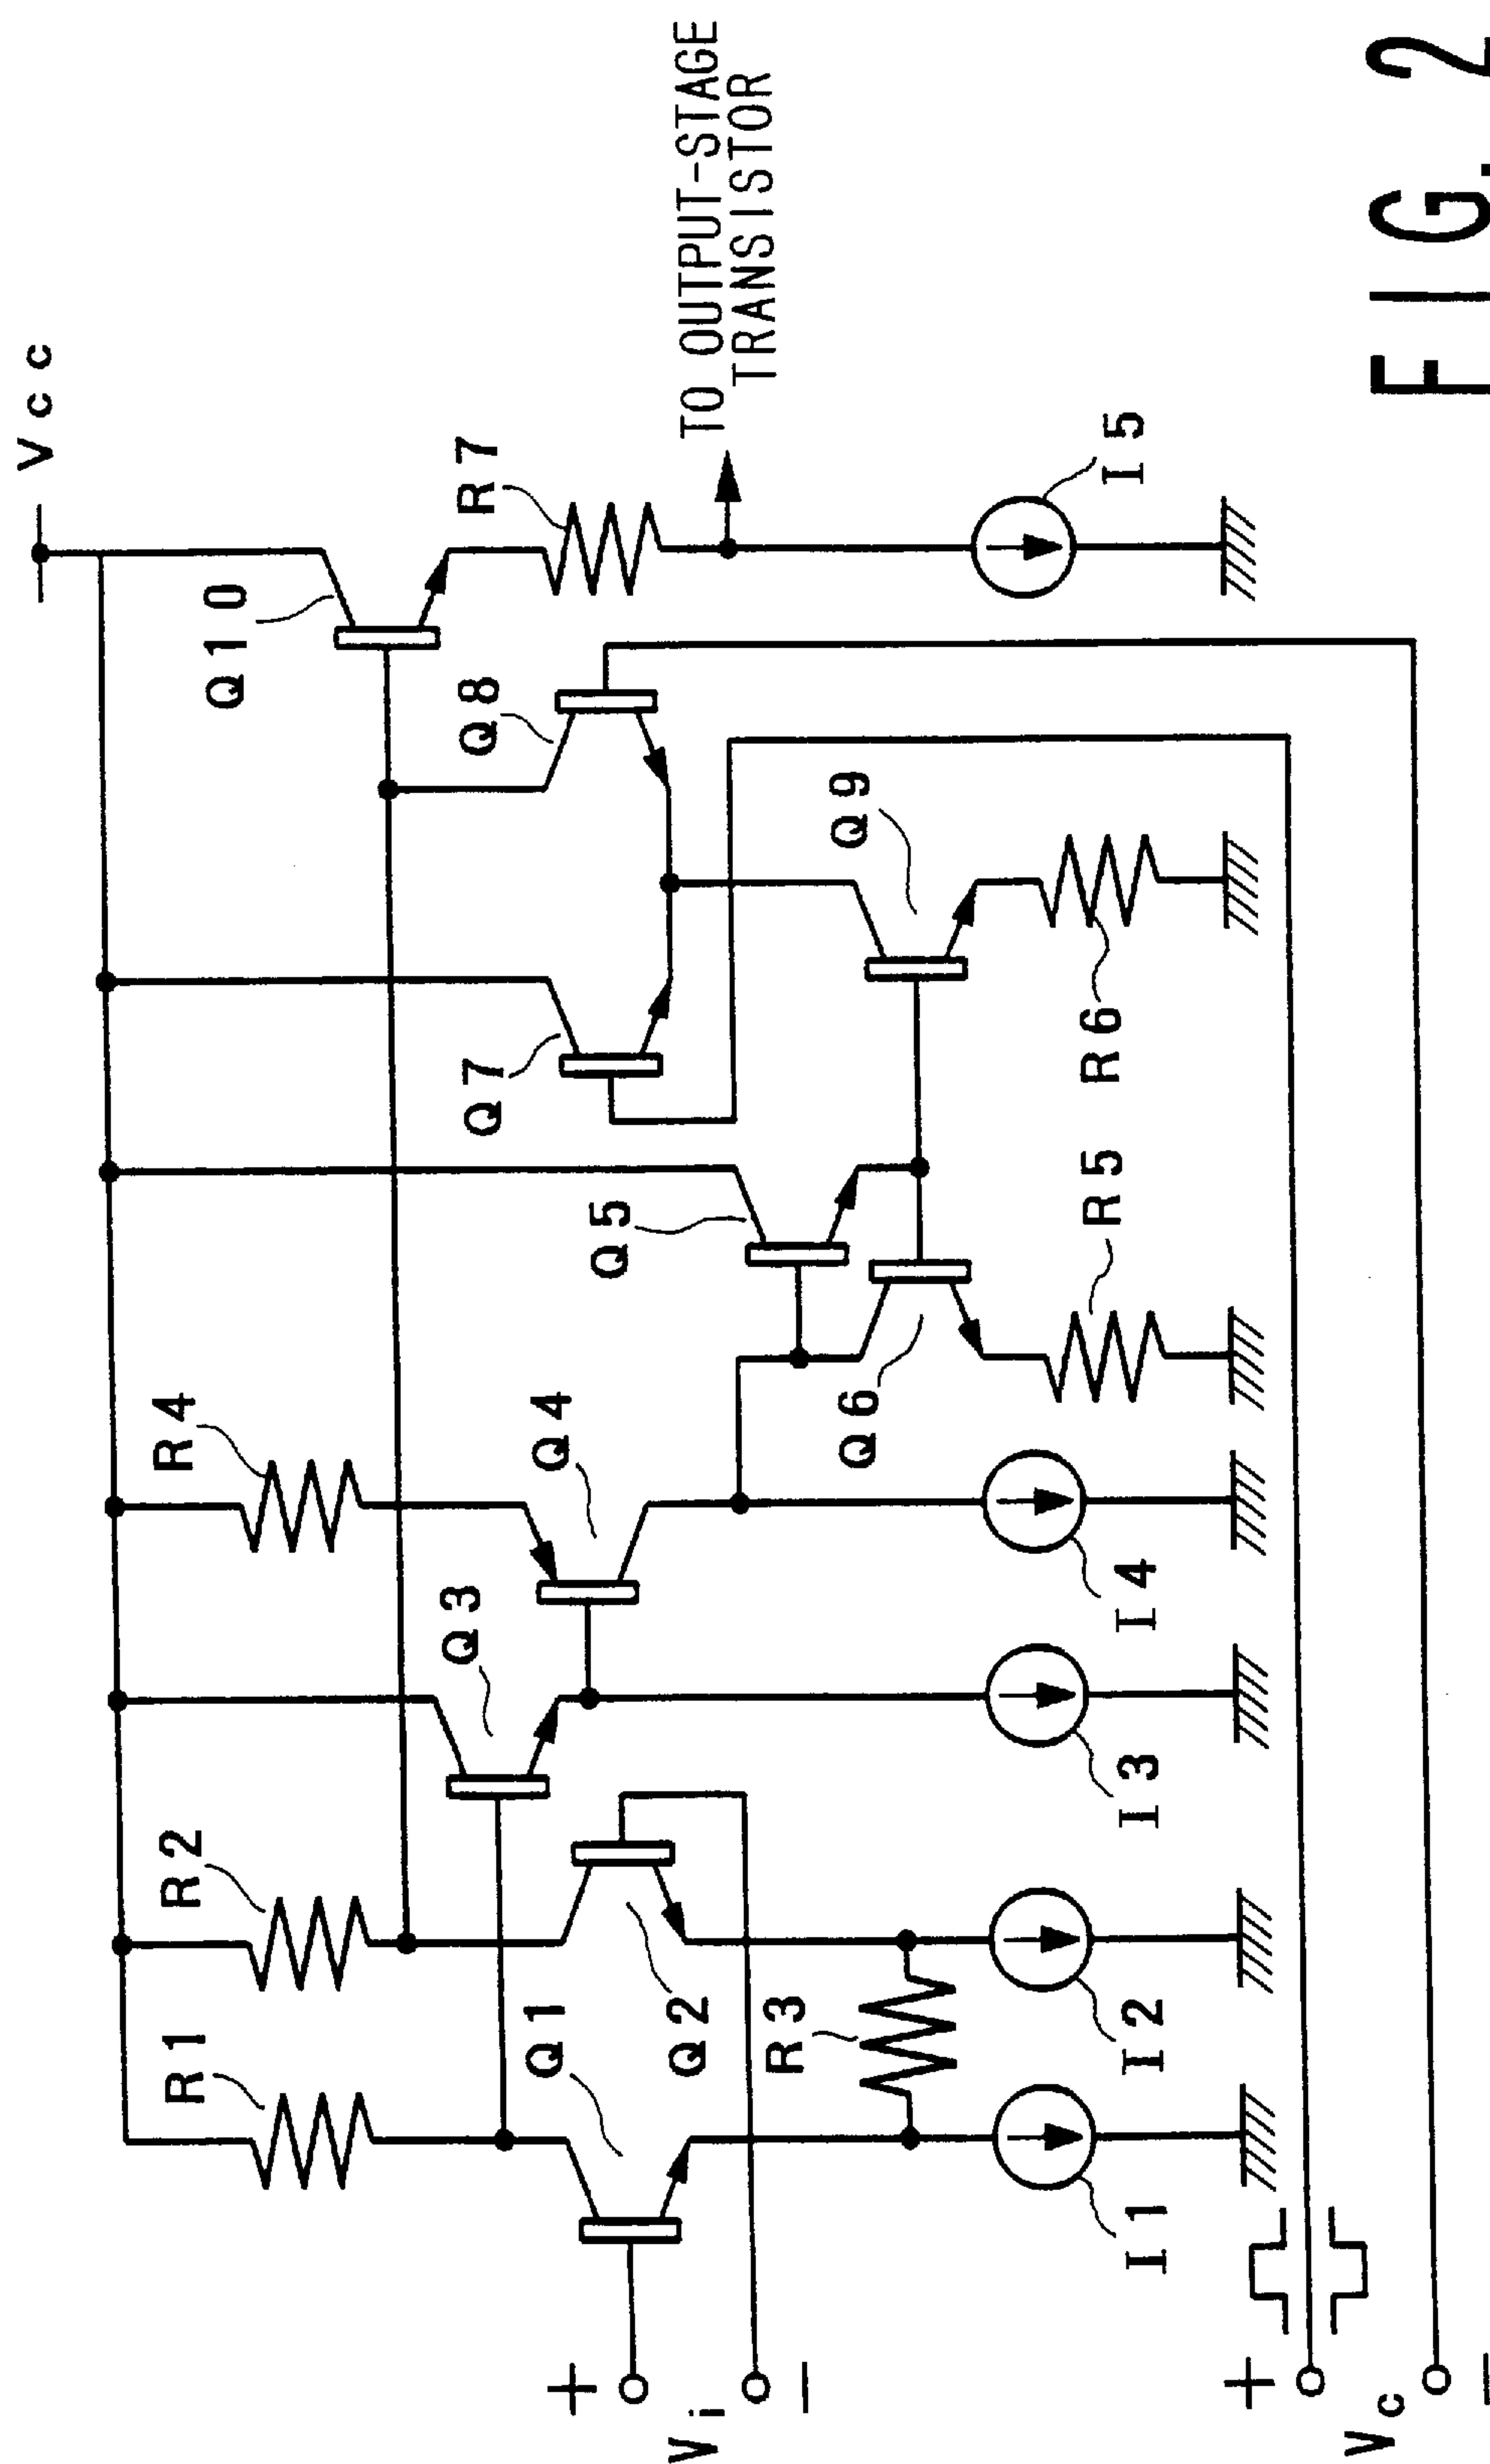 Vcc
R1
R2
R4
Q10
R7
Q3
Q4
Q7
Q8
Q1
Q2
Q5
TO OUTPUT-STAGE
TRANSISTOR
+
Vi
−
R3
Q6
Q9
I1
I2
I3
I4
R5
R6
I5
+
Vc
−
FIG. 2